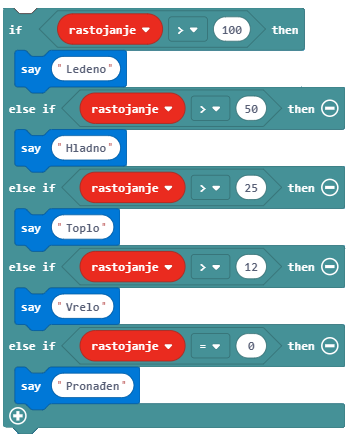 if rastojanje > 100 then
say "Ledeno"
else if rastojanje > 50 then
say "Hladno"
else if rastojanje > 25 then
say "Toplo"
else if rastojanje > 12 then
say "Vrelo"
else if rastojanje = 0 then
say "Pronađen"